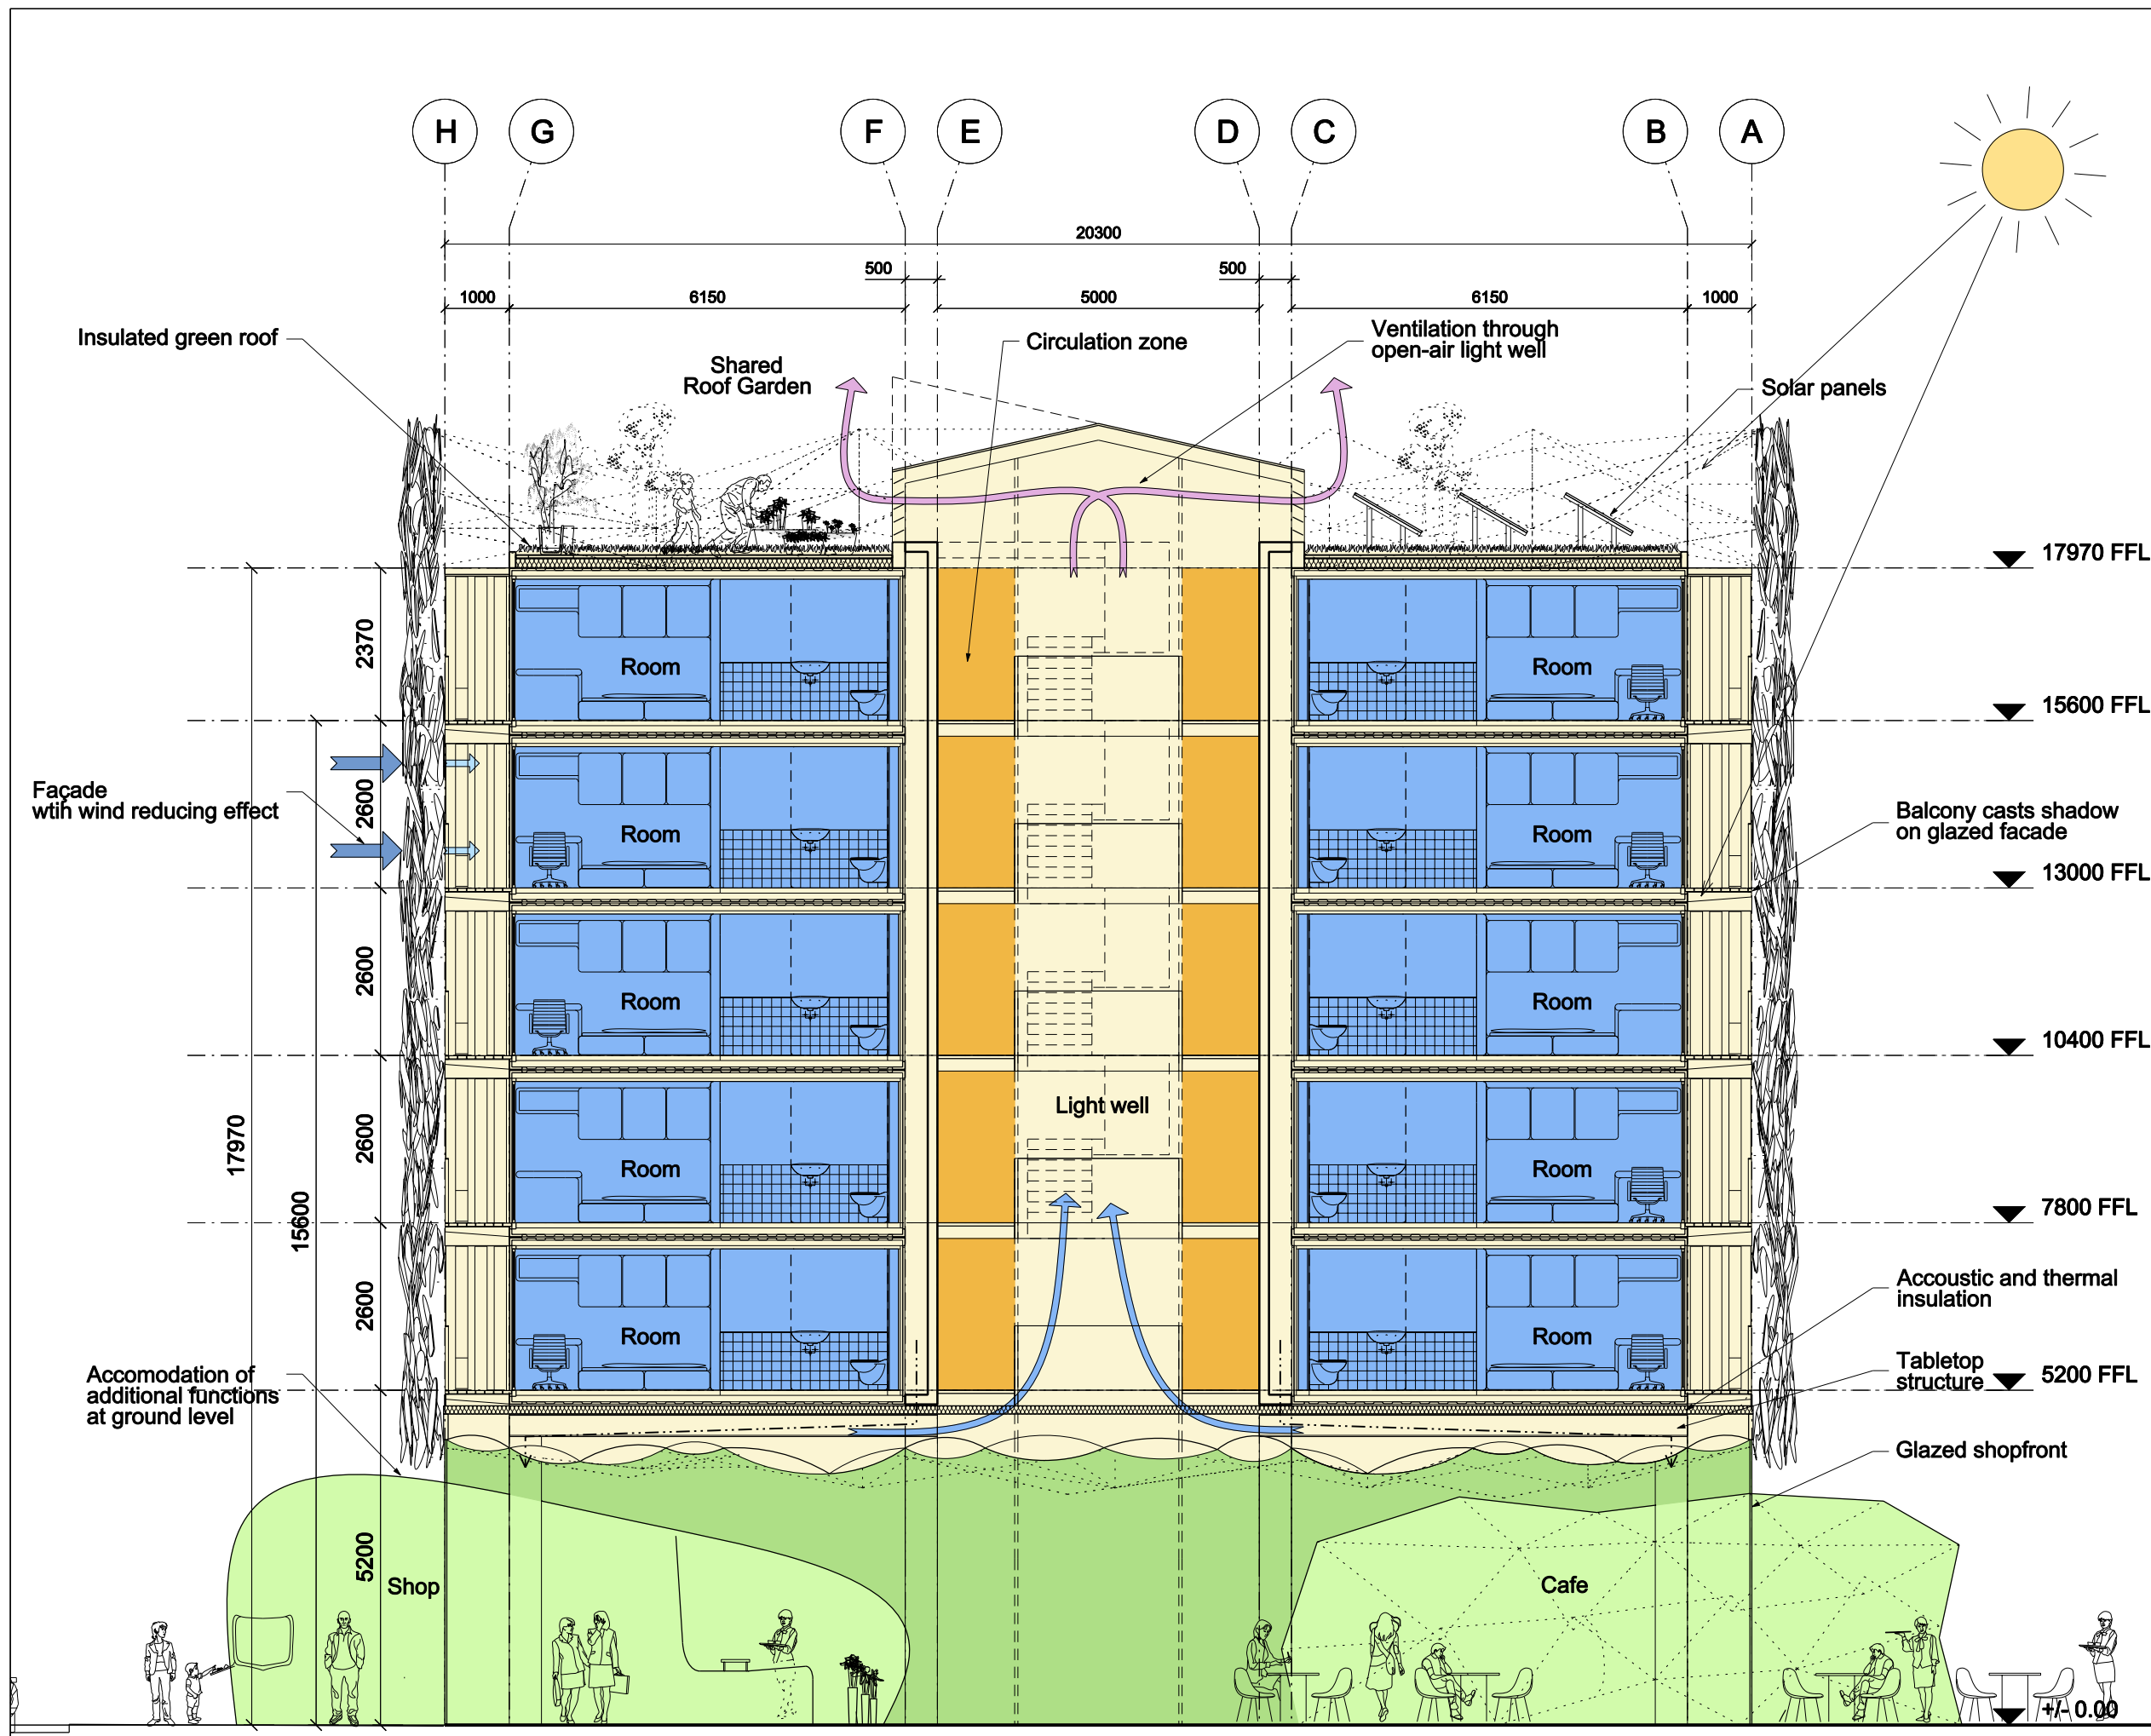 H G F E D C B A
20300
500 500
1000 6150 5000 6150 1000
Insulated green roof
Shared
Roof Garden
Circulation zone
Ventilation through
open-air light well
Solar panels
17970 FFL
2370
Room Room
15600 FFL
Façade
wtih wind reducing effect
2600
Room Room
Balcony casts shadow
on glazed facade
13000 FFL
2600
Room Room
10400 FFL
17970
15600
2600
Room Light well Room
7800 FFL
2600
Room Room
Accoustic and thermal
insulation
Tabletop
structure
5200 FFL
Accomodation of
additional functions
at ground level
Glazed shopfront
5200
Shop Cafe
+/- 0.00